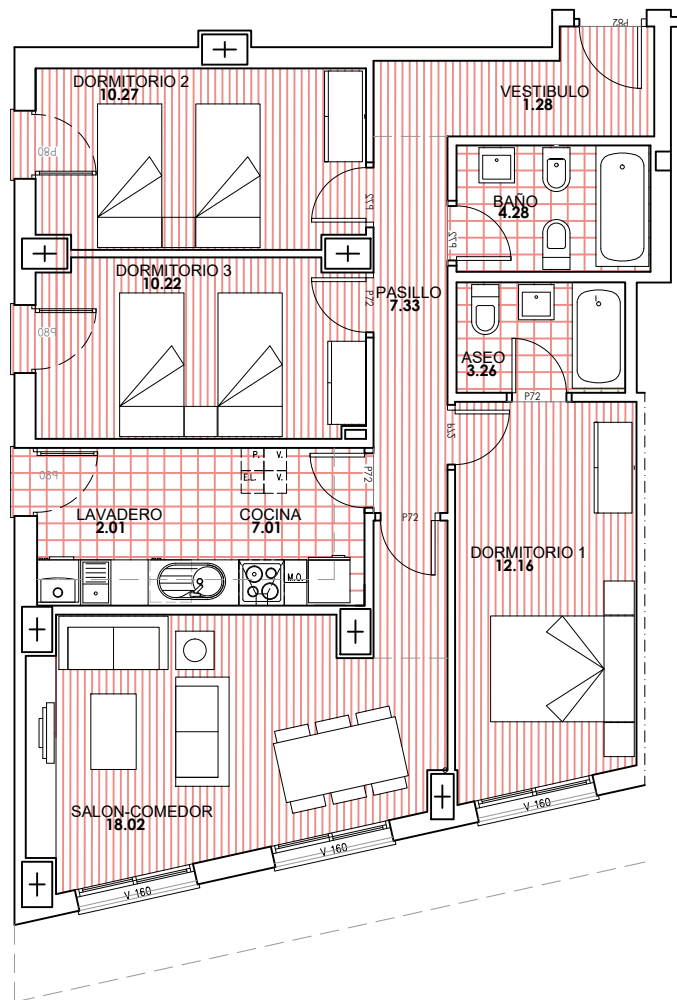 P82
DORMITORIO 2
10.27
VESTIBULO
1.28
P80
P72
BAÑO
4.28
P72
DORMITORIO 3
10.22
PASILLO
7.33
P72
P80
ASEO
3.26
P72
P72
P.
V.
E.L.
V.
P72
P80
LAVADERO
2.01
COCINA
7.01
P72
M.O.
DORMITORIO 1
12.16
SALON-COMEDOR
18.02
V 160
V 160
V 160